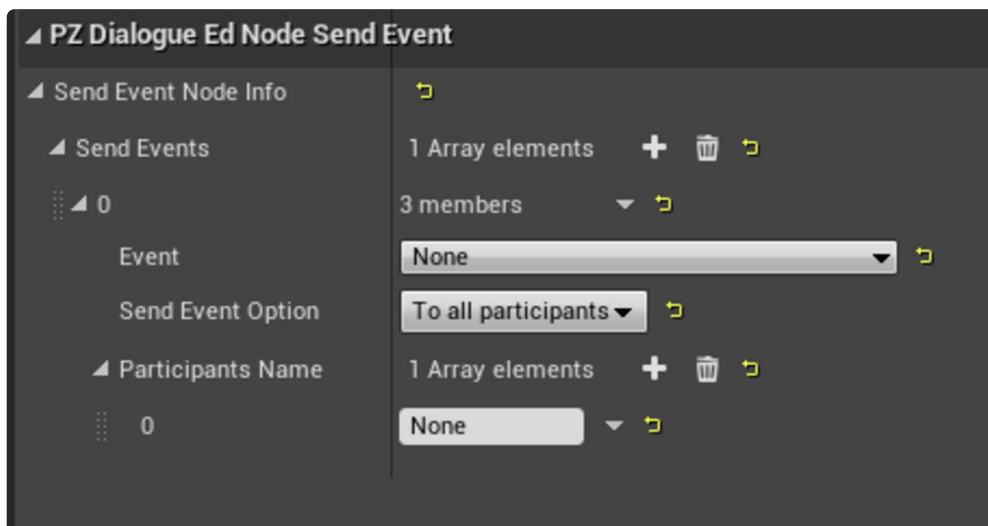 PZ Dialogue Ed Node Send Event
Send Event Node Info
Send Events 1 Array elements
0 3 members
Event None
Send Event Option To all participants
Participants Name 1 Array elements
0 None